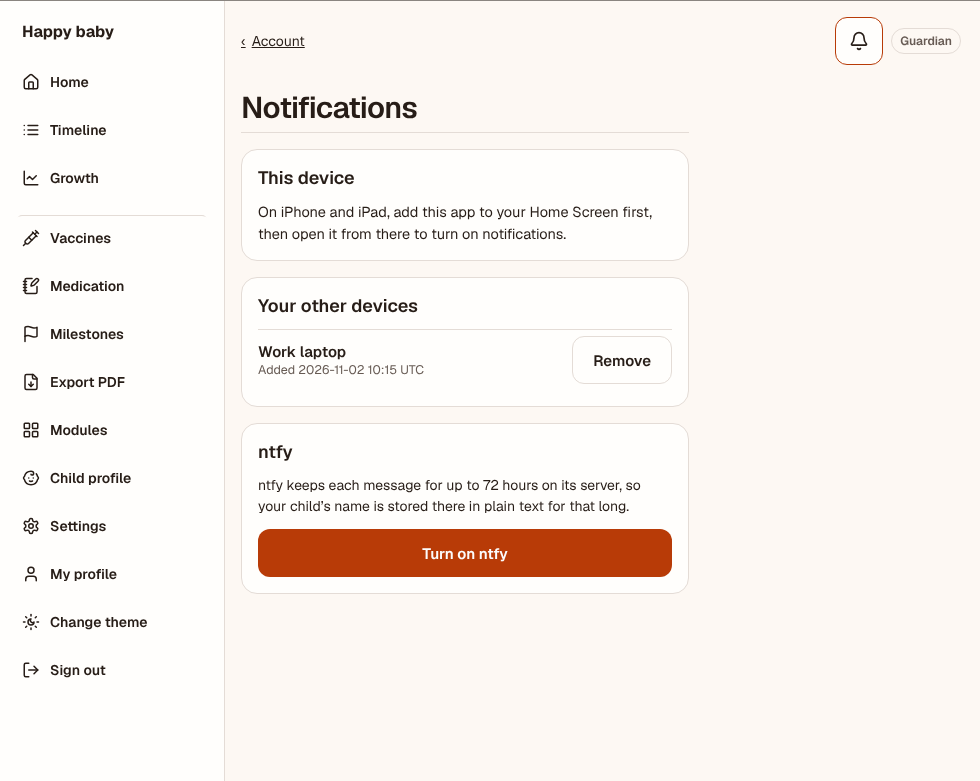 Happy baby
Home
Timeline
Growth
Vaccines
Medication
Milestones
Export PDF
Modules
Child profile
Settings
My profile
Change theme
Sign out
‹ Account
Guardian
Notifications
This device
On iPhone and iPad, add this app to your Home Screen first,
then open it from there to turn on notifications.
Your other devices
Work laptop
Added 2026-11-02 10:15 UTC
Remove
ntfy
ntfy keeps each message for up to 72 hours on its server, so
your child’s name is stored there in plain text for that long.
Turn on ntfy